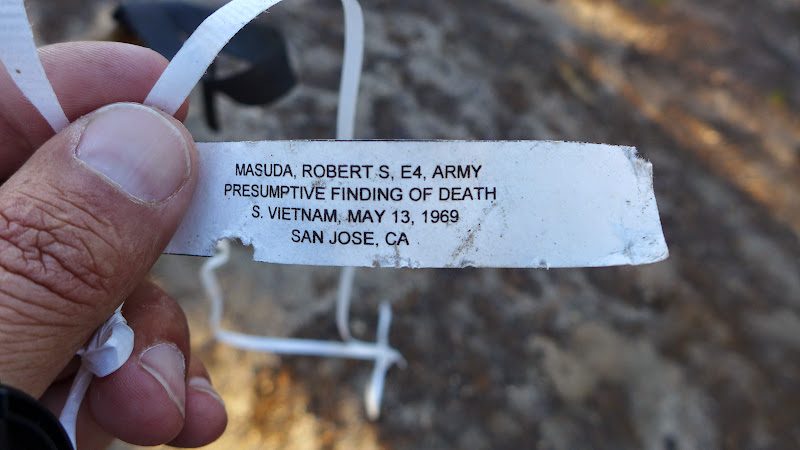 MASUDA, ROBERT S, E4, ARMY
PRESUMPTIVE FINDING OF DEATH
S. VIETNAM, MAY 13, 1969
SAN JOSE, CA